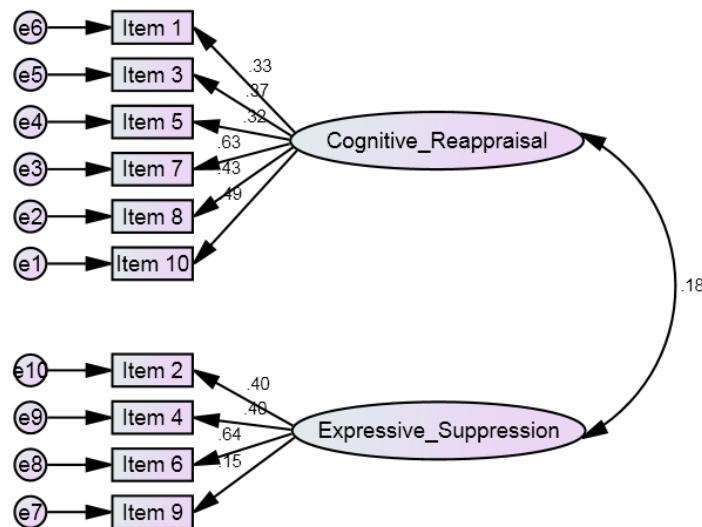 e6 Item 1
.33
e5 Item 3
.37
e4 Item 5
.32
Cognitive_Reappraisal
.63
e3 Item 7
.43
e2 Item 8
.49
e1 Item 10
.18
e10 Item 2
.40
e9 Item 4
.40
Expressive_Suppression
.64
e8 Item 6
.15
e7 Item 9